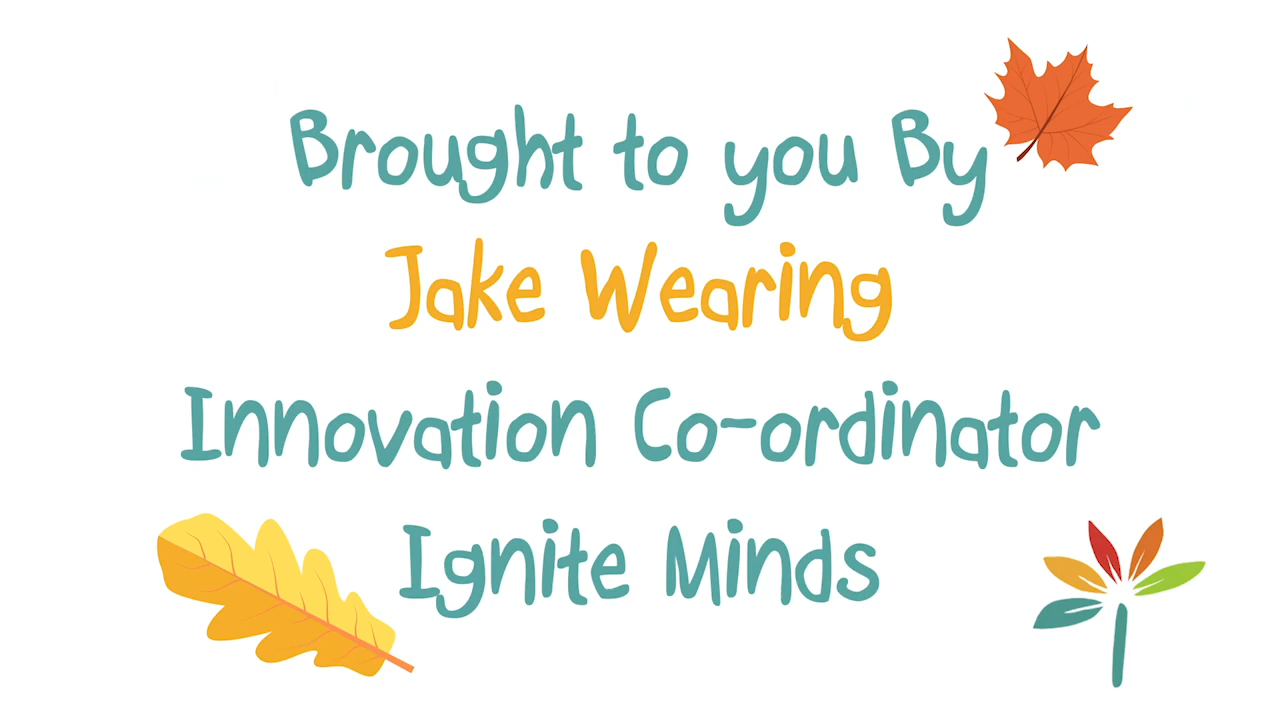 Brought to you By
Jake Wearing
Innovation Co-ordinator
Ignite Minds